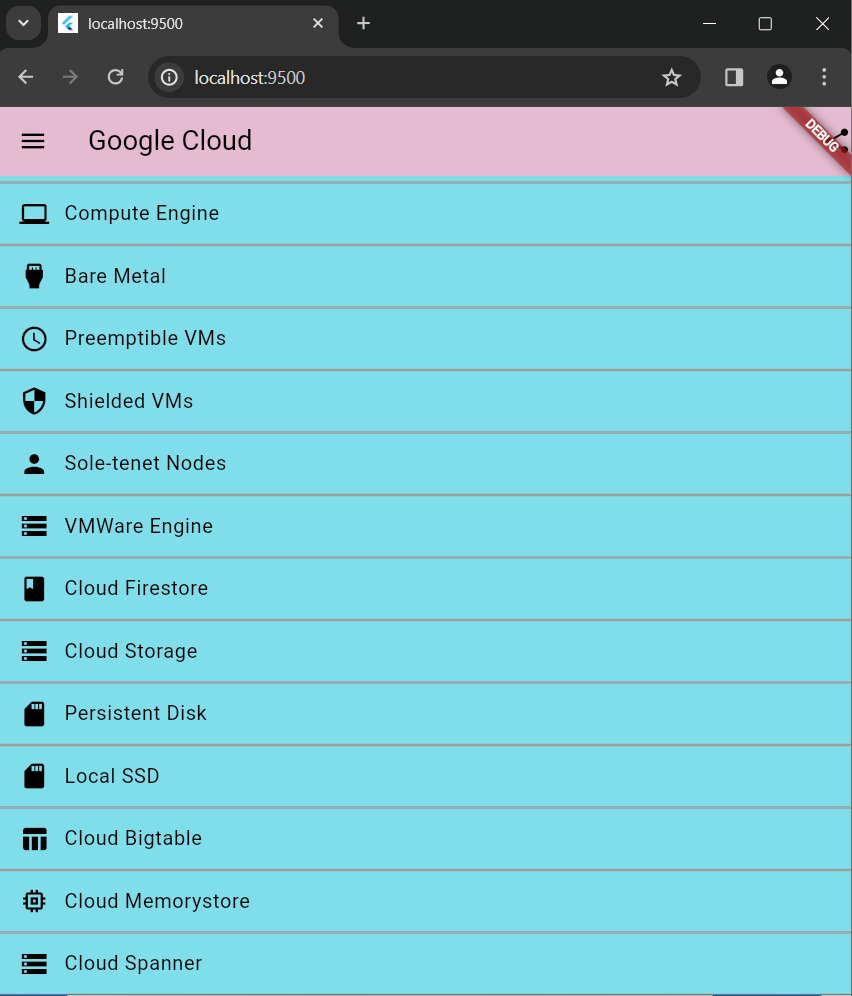 localhost:9500
localhost:9500
Google Cloud
DEBUG
Compute Engine
Bare Metal
Preemptible VMs
Shielded VMs
Sole-tenet Nodes
VMWare Engine
Cloud Firestore
Cloud Storage
Persistent Disk
Local SSD
Cloud Bigtable
Cloud Memorystore
Cloud Spanner